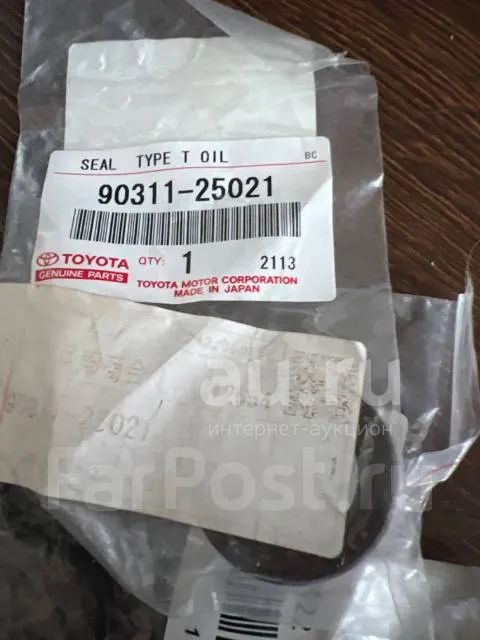 SEAL TYPE T OIL BC
90311-25021
TOYOTA
GENUINE PARTS
QTY: 1 2113
TOYOTA MOTOR CORPORATION
MADE IN JAPAN
au.ru
интернет-аукцион
FarPost.ru